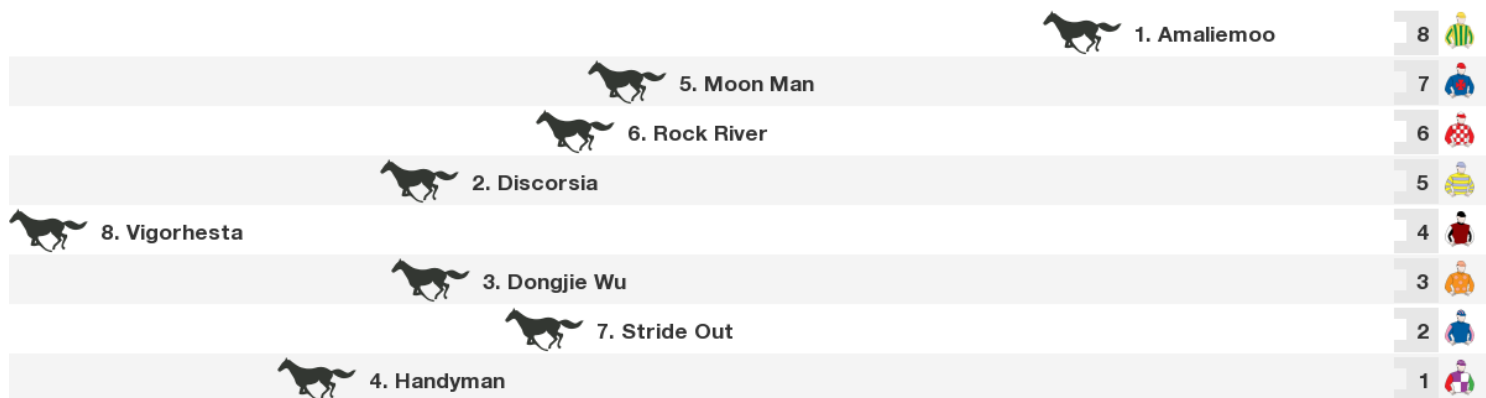 1. Amaliemoo 8
5. Moon Man 7
6. Rock River 6
2. Discorsia 5
8. Vigorhesta 4
3. Dongjie Wu 3
7. Stride Out 2
4. Handyman 1